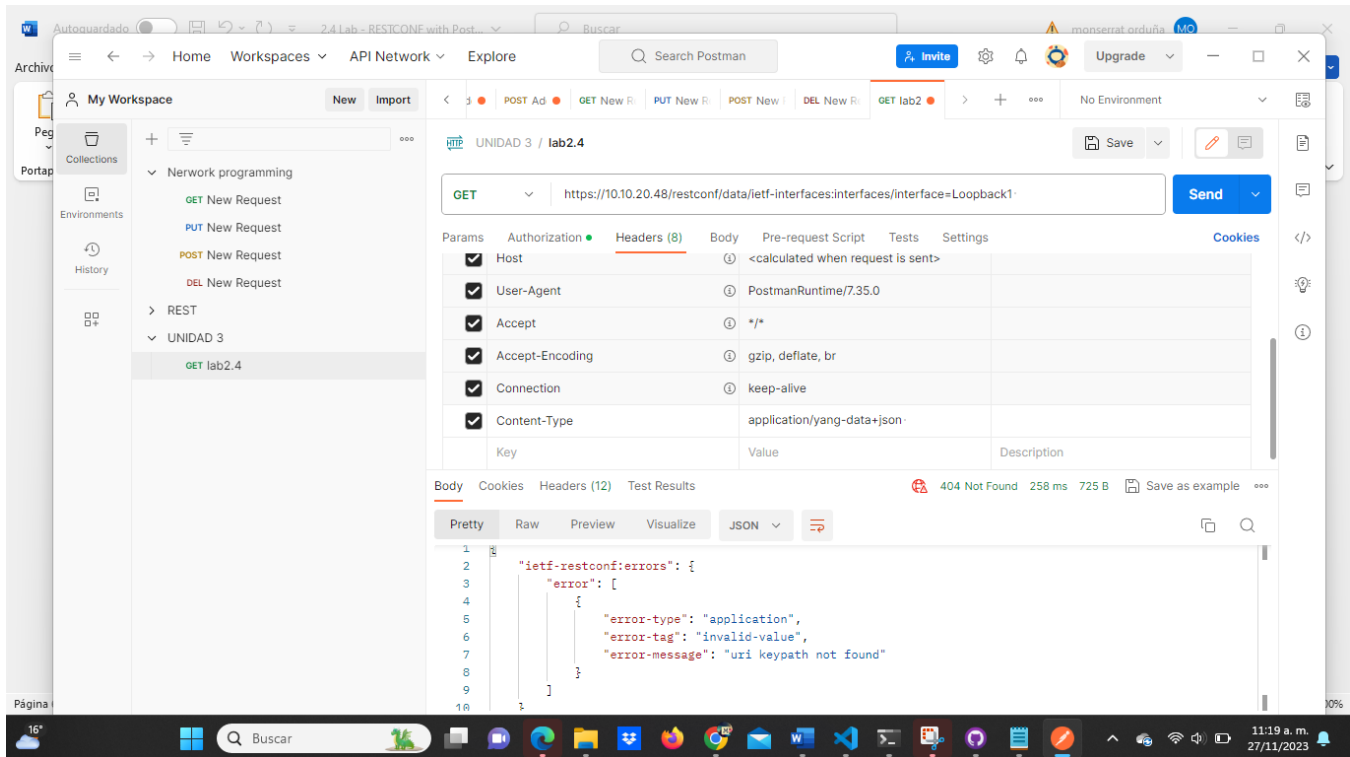 Autoguardado
2.4 Lab - RESTCONF with Post...
Buscar
monserrat orduña
MO
Archivo
Home Workspaces API Network Explore
Search Postman
Invite
Upgrade
My Workspace
New Import
POST Ad
GET New R
PUT New R
POST New
DEL New R
GET lab2
No Environment
Collections
Environments
History
Nerwork programming
GET New Request
PUT New Request
POST New Request
DEL New Request
REST
UNIDAD 3
GET lab2.4
HTTP UNIDAD 3 / lab2.4
Save
GET https://10.10.20.48/restconf/data/ietf-interfaces:interfaces/interface=Loopback1
Send
Params Authorization Headers (8) Body Pre-request Script Tests Settings Cookies
Host <calculated when request is sent>
User-Agent PostmanRuntime/7.35.0
Accept */*
Accept-Encoding gzip, deflate, br
Connection keep-alive
Content-Type application/yang-data+json
Key Value Description
Body Cookies Headers (12) Test Results 404 Not Found 258 ms 725 B Save as example
Pretty Raw Preview Visualize JSON
1 {
2 "ietf-restconf:errors": {
3 "error": [
4 {
5 "error-type": "application",
6 "error-tag": "invalid-value",
7 "error-message": "uri keypath not found"
8 }
9 ]
10 }
Página
16°
Buscar
11:19 a. m.
27/11/2023